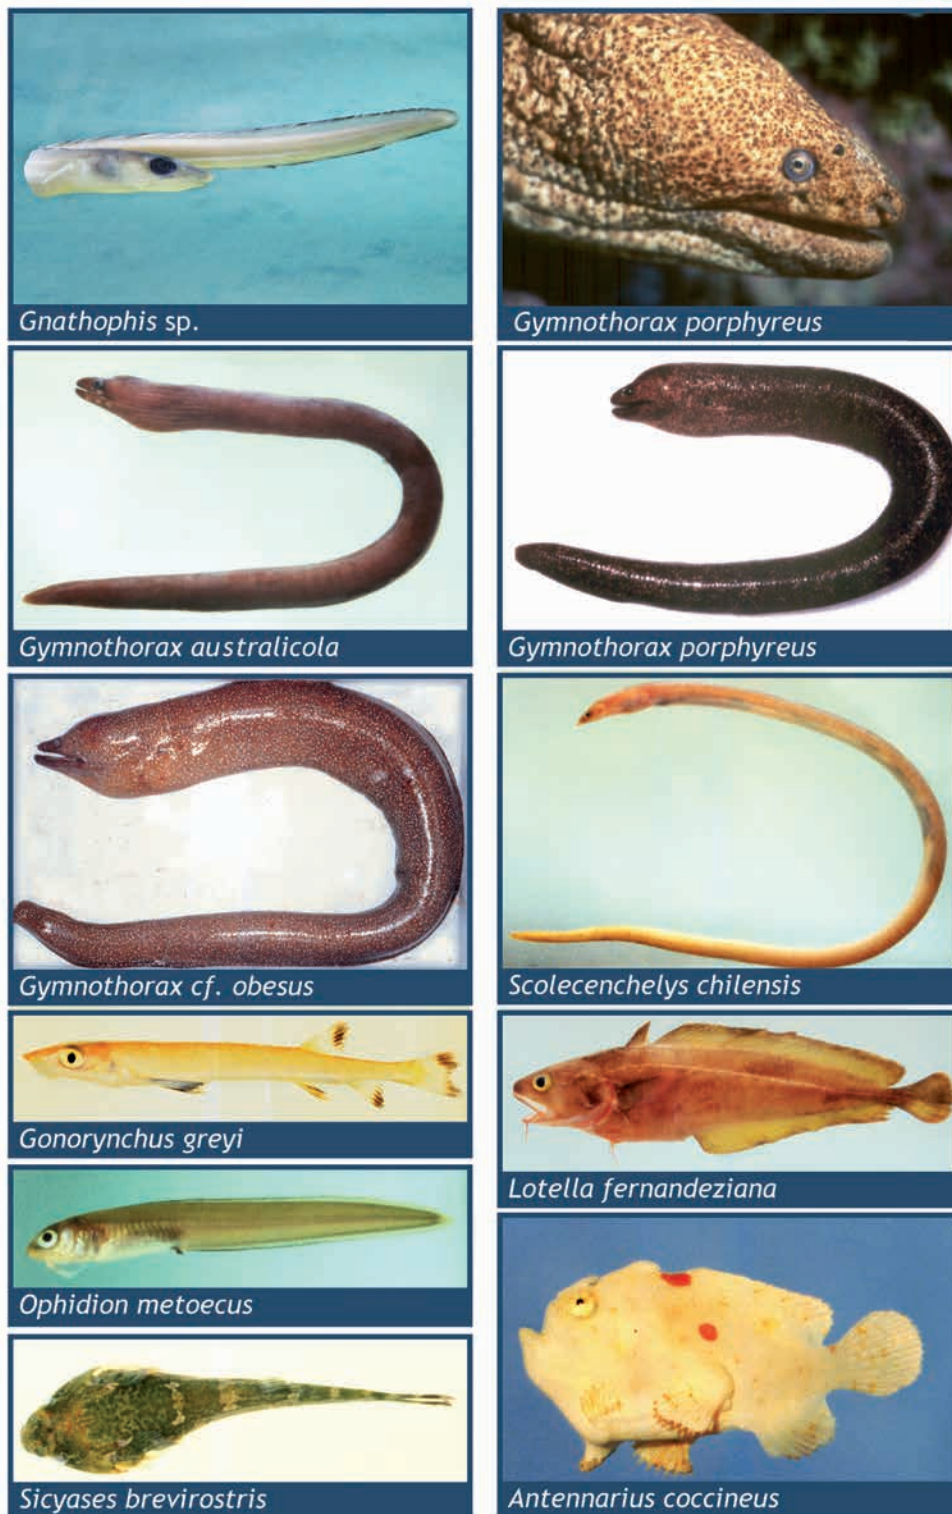 Gnathophis sp.
Gymnothorax porphyreus
Gymnothorax australicola
Gymnothorax porphyreus
Gymnothorax cf. obesus
Scolecenchelys chilensis
Gonorynchus greyi
Lotella fernandeziana
Ophidion metoecus
Sicyases brevirostris
Antennarius coccineus